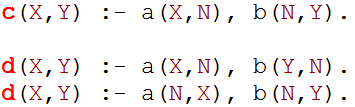 c(X,Y) :- a(X,N), b(N,Y).
d(X,Y) :- a(X,N), b(Y,N).
d(X,Y) :- a(N,X), b(N,Y).